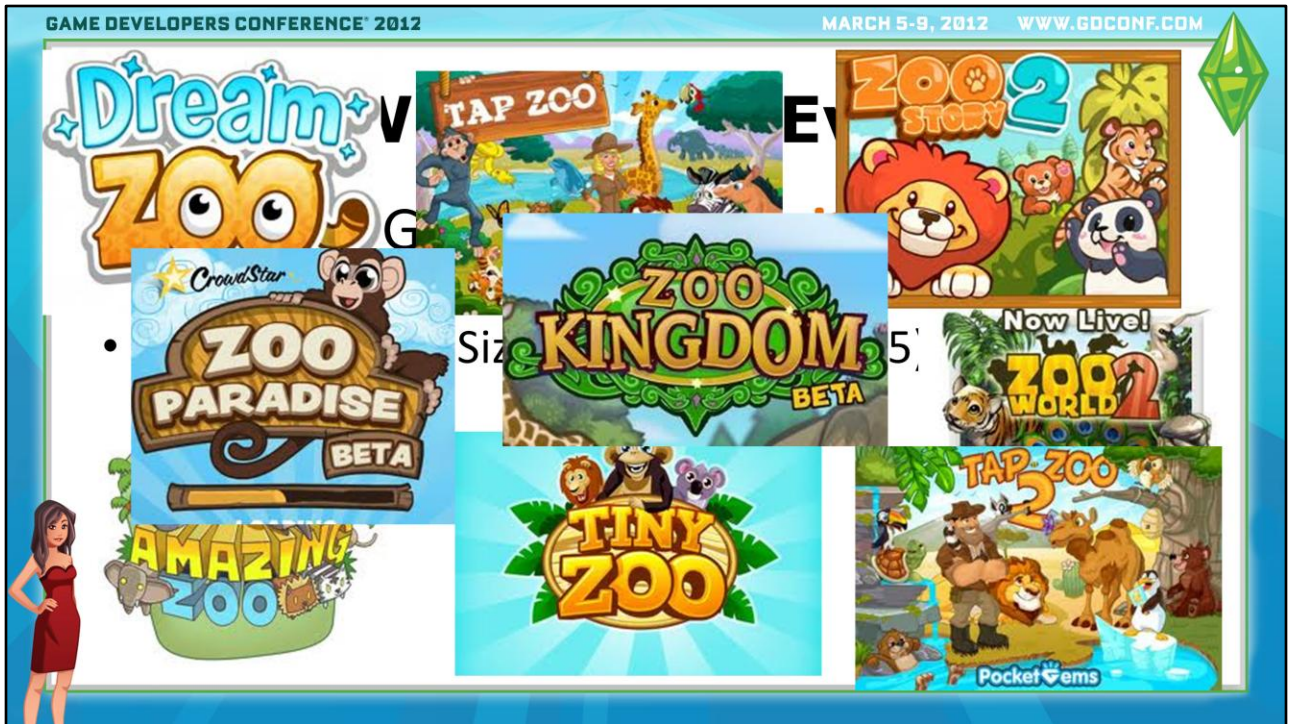 GAME DEVELOPERS CONFERENCE® 2012
MARCH 5-9, 2012 WWW.GDCONF.COM
Dream
ZOO
TAP ZOO
ZOO
STORY 2
CrowdStar
ZOO
PARADISE
BETA
ZOO
KINGDOM
BETA
Now Live!
ZOO
WORLD 2
AMAZING
ZOO
TINY
ZOO
TAP ZOO
2
PocketGems